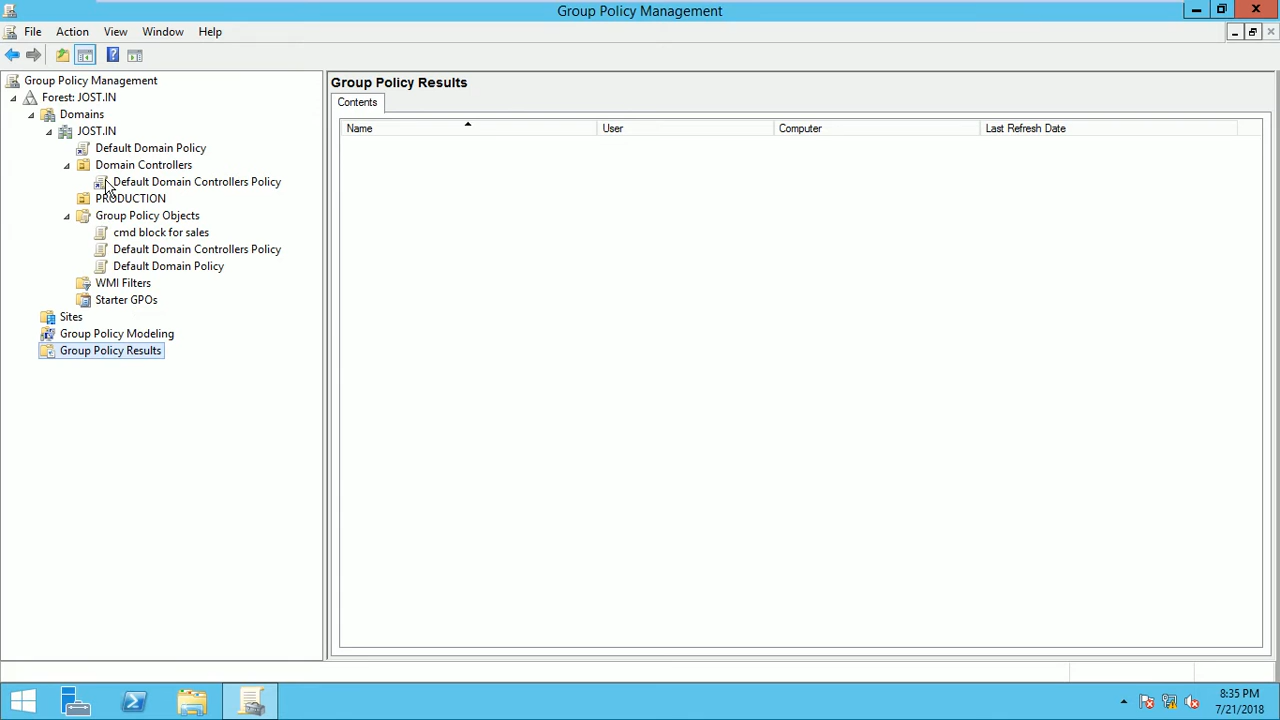 Group Policy Management
File Action View Window Help
Group Policy Management
Forest: JOST.IN
Domains
JOST.IN
Default Domain Policy
Domain Controllers
Default Domain Controllers Policy
PRODUCTION
Group Policy Objects
cmd block for sales
Default Domain Controllers Policy
Default Domain Policy
WMI Filters
Starter GPOs
Sites
Group Policy Modeling
Group Policy Results
Group Policy Results
Contents
Name User Computer Last Refresh Date
8:35 PM
7/21/2018